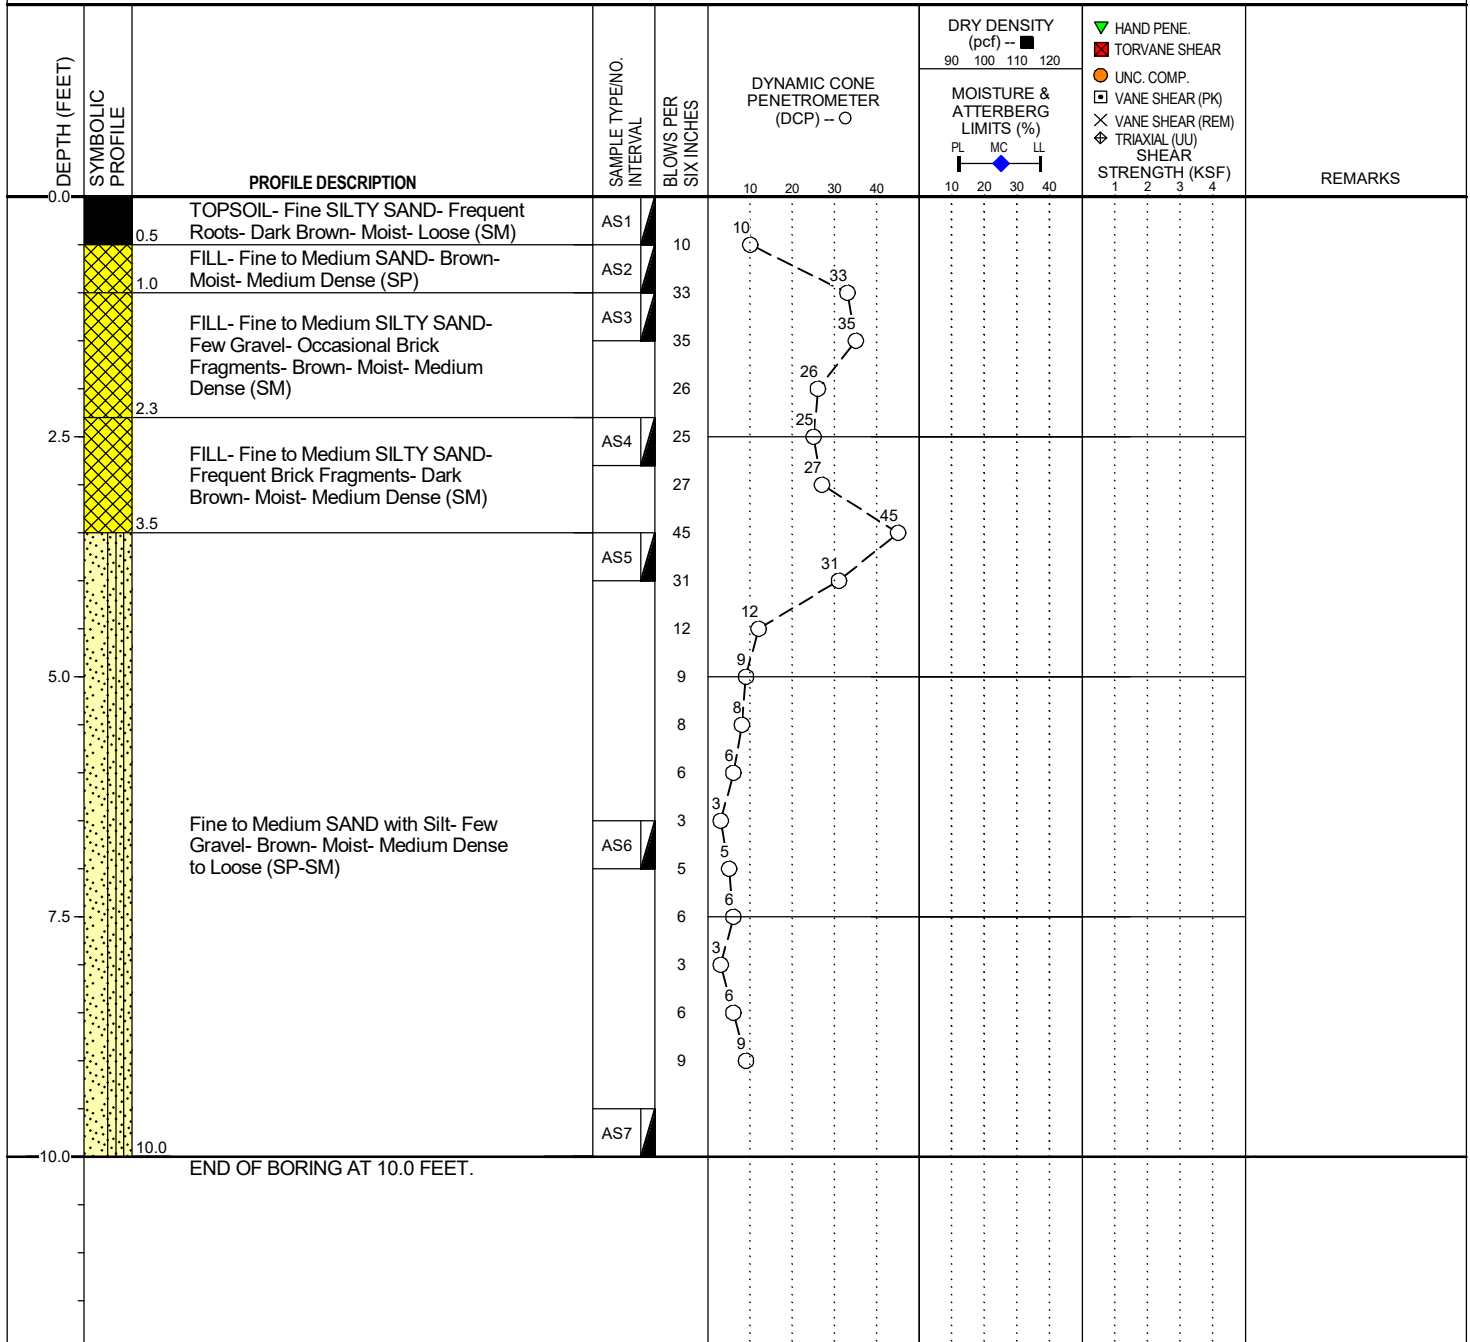 DEPTH (FEET)
SYMBOLIC
PROFILE
PROFILE DESCRIPTION
SAMPLE TYPE/NO.
INTERVAL
BLOWS PER
SIX INCHES
DYNAMIC CONE
PENETROMETER
(DCP) -- O
10 20 30 40
DRY DENSITY
(pcf) --
90 100 110 120
MOISTURE &
ATTERBERG
LIMITS (%)
PL MC LL
10 20 30 40
HAND PENE.
TORVANE SHEAR
UNC. COMP.
VANE SHEAR (PK)
VANE SHEAR (REM)
TRIAXIAL (UU)
SHEAR
STRENGTH (KSF)
1 2 3 4
REMARKS
0.0
TOPSOIL- Fine SILTY SAND- Frequent
Roots- Dark Brown- Moist- Loose (SM)
0.5
AS1
10
10
FILL- Fine to Medium SAND- Brown-
Moist- Medium Dense (SP)
1.0
AS2
33
33
FILL- Fine to Medium SILTY SAND-
Few Gravel- Occasional Brick
Fragments- Brown- Moist- Medium
Dense (SM)
2.3
AS3
35
35
26
26
2.5
FILL- Fine to Medium SILTY SAND-
Frequent Brick Fragments- Dark
Brown- Moist- Medium Dense (SM)
3.5
AS4
25
25
27
27
45
45
AS5
31
31
12
12
5.0
9
9
8
8
6
6
Fine to Medium SAND with Silt- Few
Gravel- Brown- Moist- Medium Dense
to Loose (SP-SM)
3
3
AS6
5
5
7.5
6
6
3
3
6
6
9
9
AS7
10.0
10.0
END OF BORING AT 10.0 FEET.